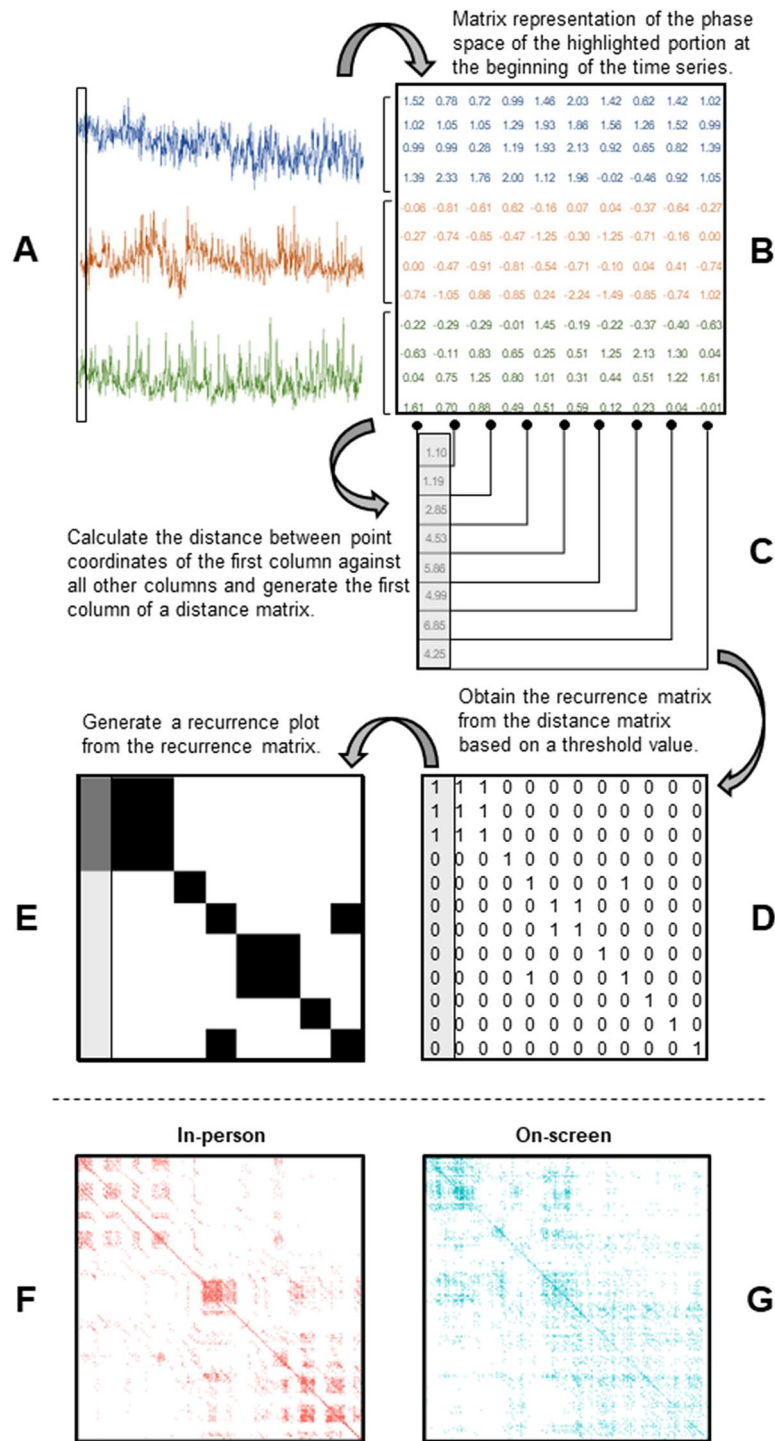 Matrix representation of the phase
space of the highlighted portion at
the beginning of the time series.
A
1.52 0.78 0.72 0.99 1.46 2.03 1.42 0.62 1.42 1.02
1.02 1.05 1.05 1.29 1.93 1.86 1.56 1.26 1.52 0.99
0.99 0.99 0.28 1.19 1.93 2.13 0.92 0.65 0.82 1.39
1.39 2.33 1.76 2.00 1.12 1.96 -0.02 -0.46 0.92 1.05
-0.06 -0.81 -0.61 0.62 -0.16 0.07 0.04 -0.37 -0.64 -0.27
-0.27 -0.74 -0.85 -0.47 -1.25 -0.30 -1.25 -0.71 -0.16 0.00
0.00 -0.47 -0.91 -0.81 -0.54 -0.71 -0.10 0.04 0.41 -0.74
-0.74 -1.05 0.86 -0.85 0.24 -2.24 -1.49 -0.85 -0.74 1.02
-0.22 -0.29 -0.29 -0.01 1.45 -0.19 -0.22 -0.37 -0.40 -0.63
-0.63 -0.11 0.83 0.65 0.25 0.51 1.25 2.13 1.30 0.04
0.04 0.75 1.25 0.80 1.01 0.31 0.44 0.51 1.22 1.61
1.61 0.70 0.88 0.49 0.51 0.59 0.12 0.23 0.04 -0.01
B
1.10
1.19
2.85
4.53
5.86
4.99
6.85
4.25
Calculate the distance between point
coordinates of the first column against
all other columns and generate the first
column of a distance matrix.
C
Obtain the recurrence matrix
from the distance matrix
based on a threshold value.
Generate a recurrence plot
from the recurrence matrix.
E
1 1 1 0 0 0 0 0 0 0 0 0
1 1 1 0 0 0 0 0 0 0 0 0
1 1 1 0 0 0 0 0 0 0 0 0
0 0 0 1 0 0 0 0 0 0 0 0
0 0 0 0 1 0 0 0 1 0 0 0
0 0 0 0 0 1 1 0 0 0 0 0
0 0 0 0 0 1 1 0 0 0 0 0
0 0 0 0 0 0 0 1 0 0 0 0
0 0 0 0 1 0 0 0 1 0 0 0
0 0 0 0 0 0 0 0 0 1 0 0
0 0 0 0 0 0 0 0 0 0 1 0
0 0 0 0 0 0 0 0 0 0 0 1
D
In-person
On-screen
F
G